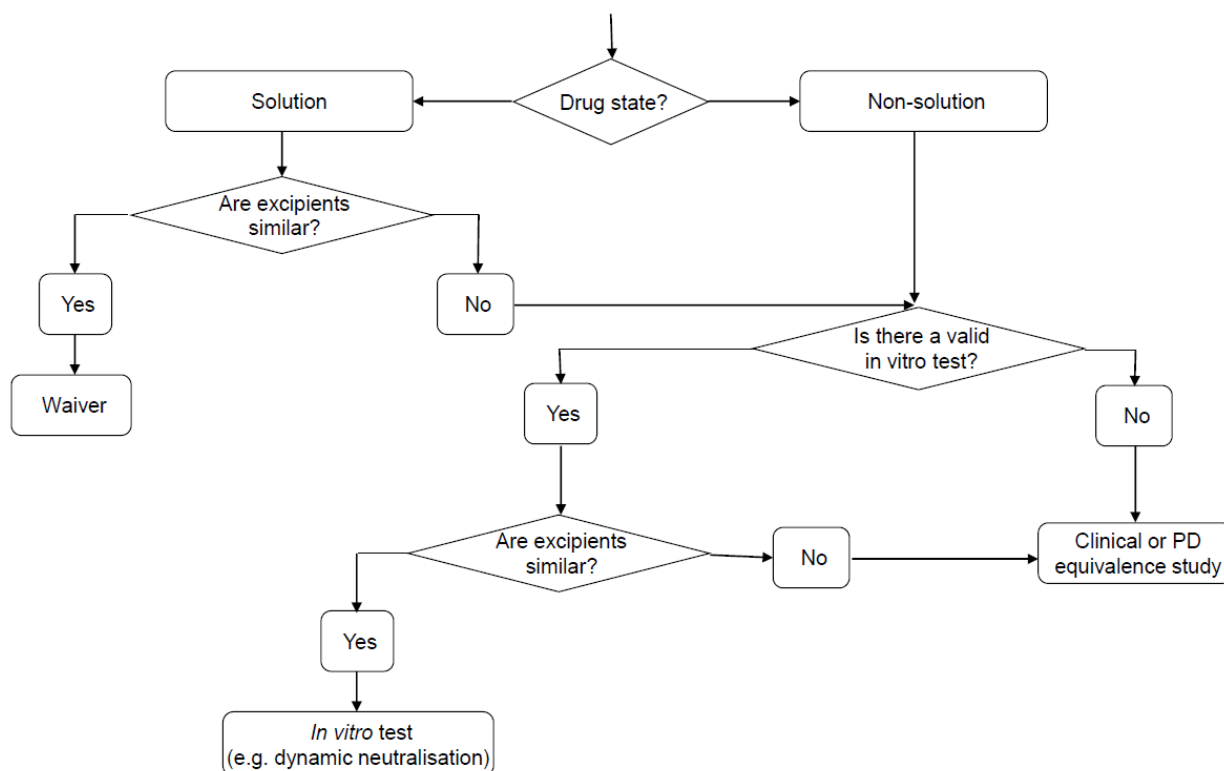 Solution
Drug state?
Non-solution
Are excipients
similar?
Yes
No
Is there a valid
in vitro test?
Waiver
Yes
No
Are excipients
similar?
No
Clinical or PD
equivalence study
Yes
In vitro test
(e.g. dynamic neutralisation)